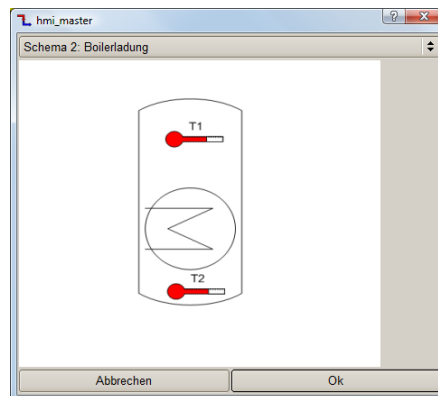 hmi_master
Schema 2: Boilerladung
T1
T2
Abbrechen
Ok